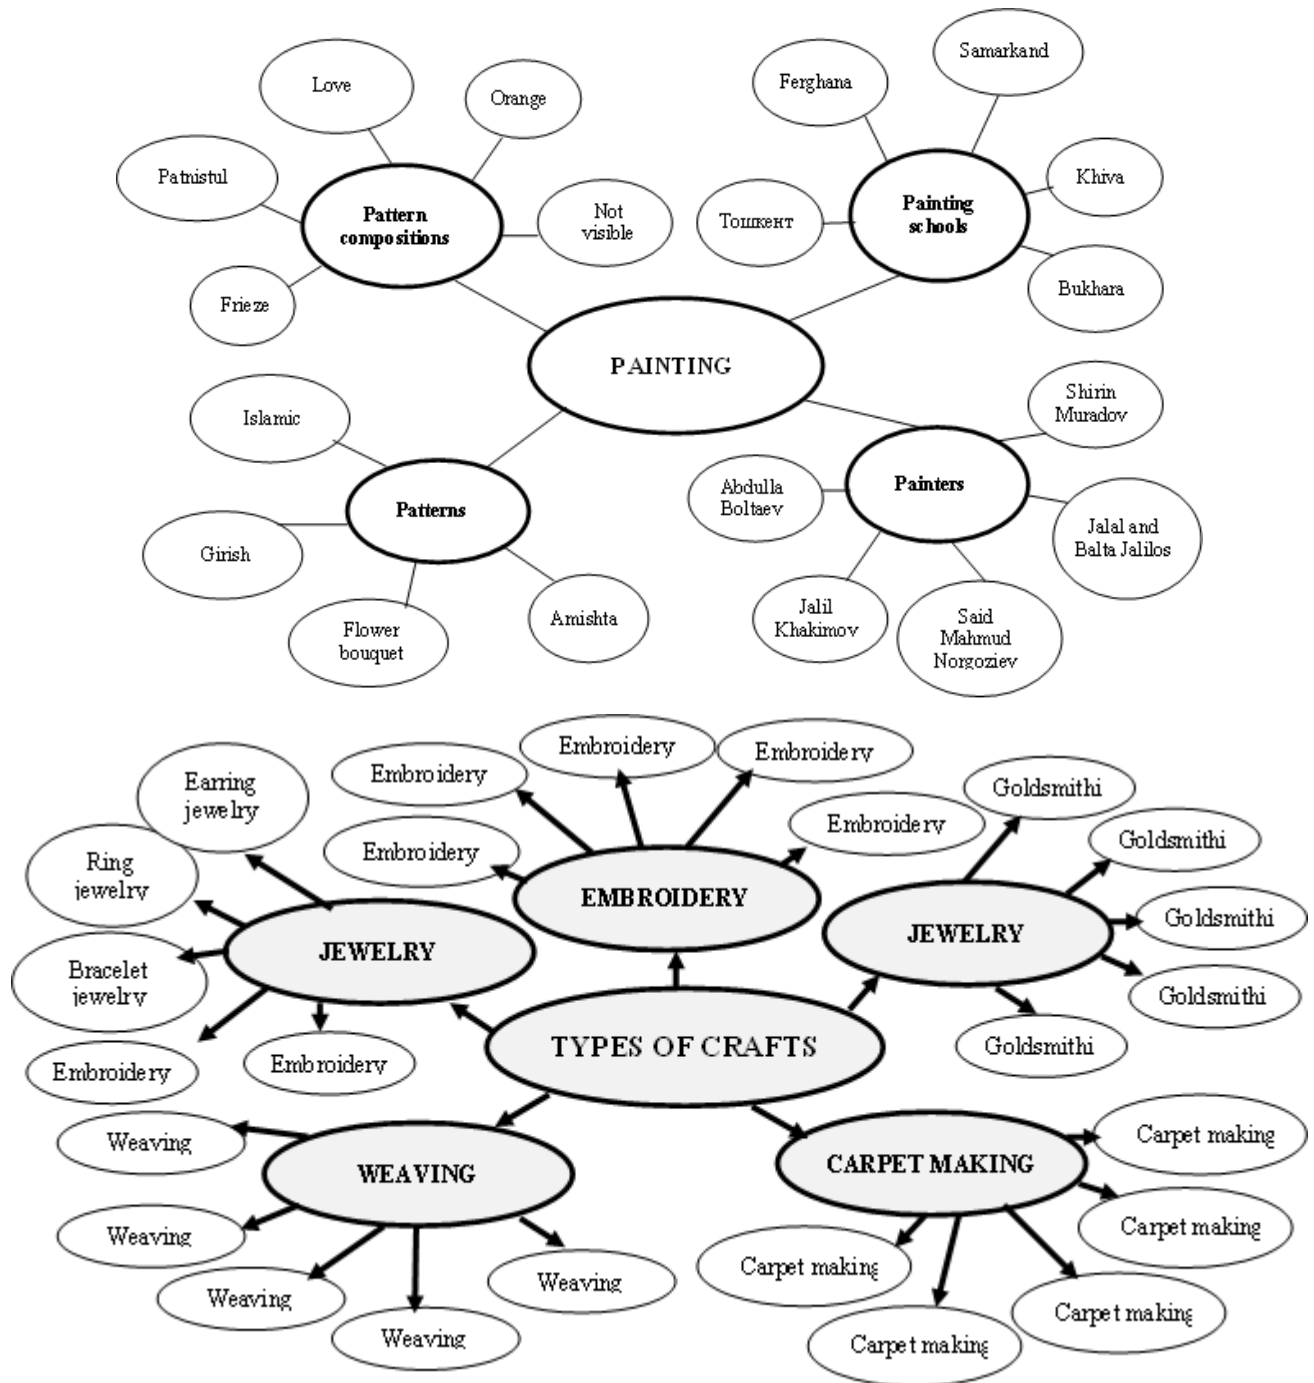 Love
Orange
Patnistul
Pattern
compositions
Not
visible
Frieze
Samarkand
Ferghana
Painting
schools
Khiva
Тошкент
Bukhara
PAINTING
Islamic
Patterns
Girish
Flower
bouquet
Amishta
Shirin
Muradov
Painters
Abdulla
Boltaev
Jalal and
Balta Jalilos
Jalil
Khakimov
Said
Mahmud
Norgoziev
Embroidery
Embroidery
Embroidery
Embroidery
Embroidery
EMBROIDERY
Earring
jewelry
Ring
jewelry
Bracelet
jewelry
JEWELRY
Embroidery
Embroidery
Goldsmithi
Goldsmithi
Goldsmithi
Goldsmithi
Goldsmithi
JEWELRY
TYPES OF CRAFTS
Weaving
WEAVING
Weaving
Weaving
Weaving
Weaving
CARPET MAKING
Carpet making
Carpet making
Carpet making
Carpet making
Carpet making